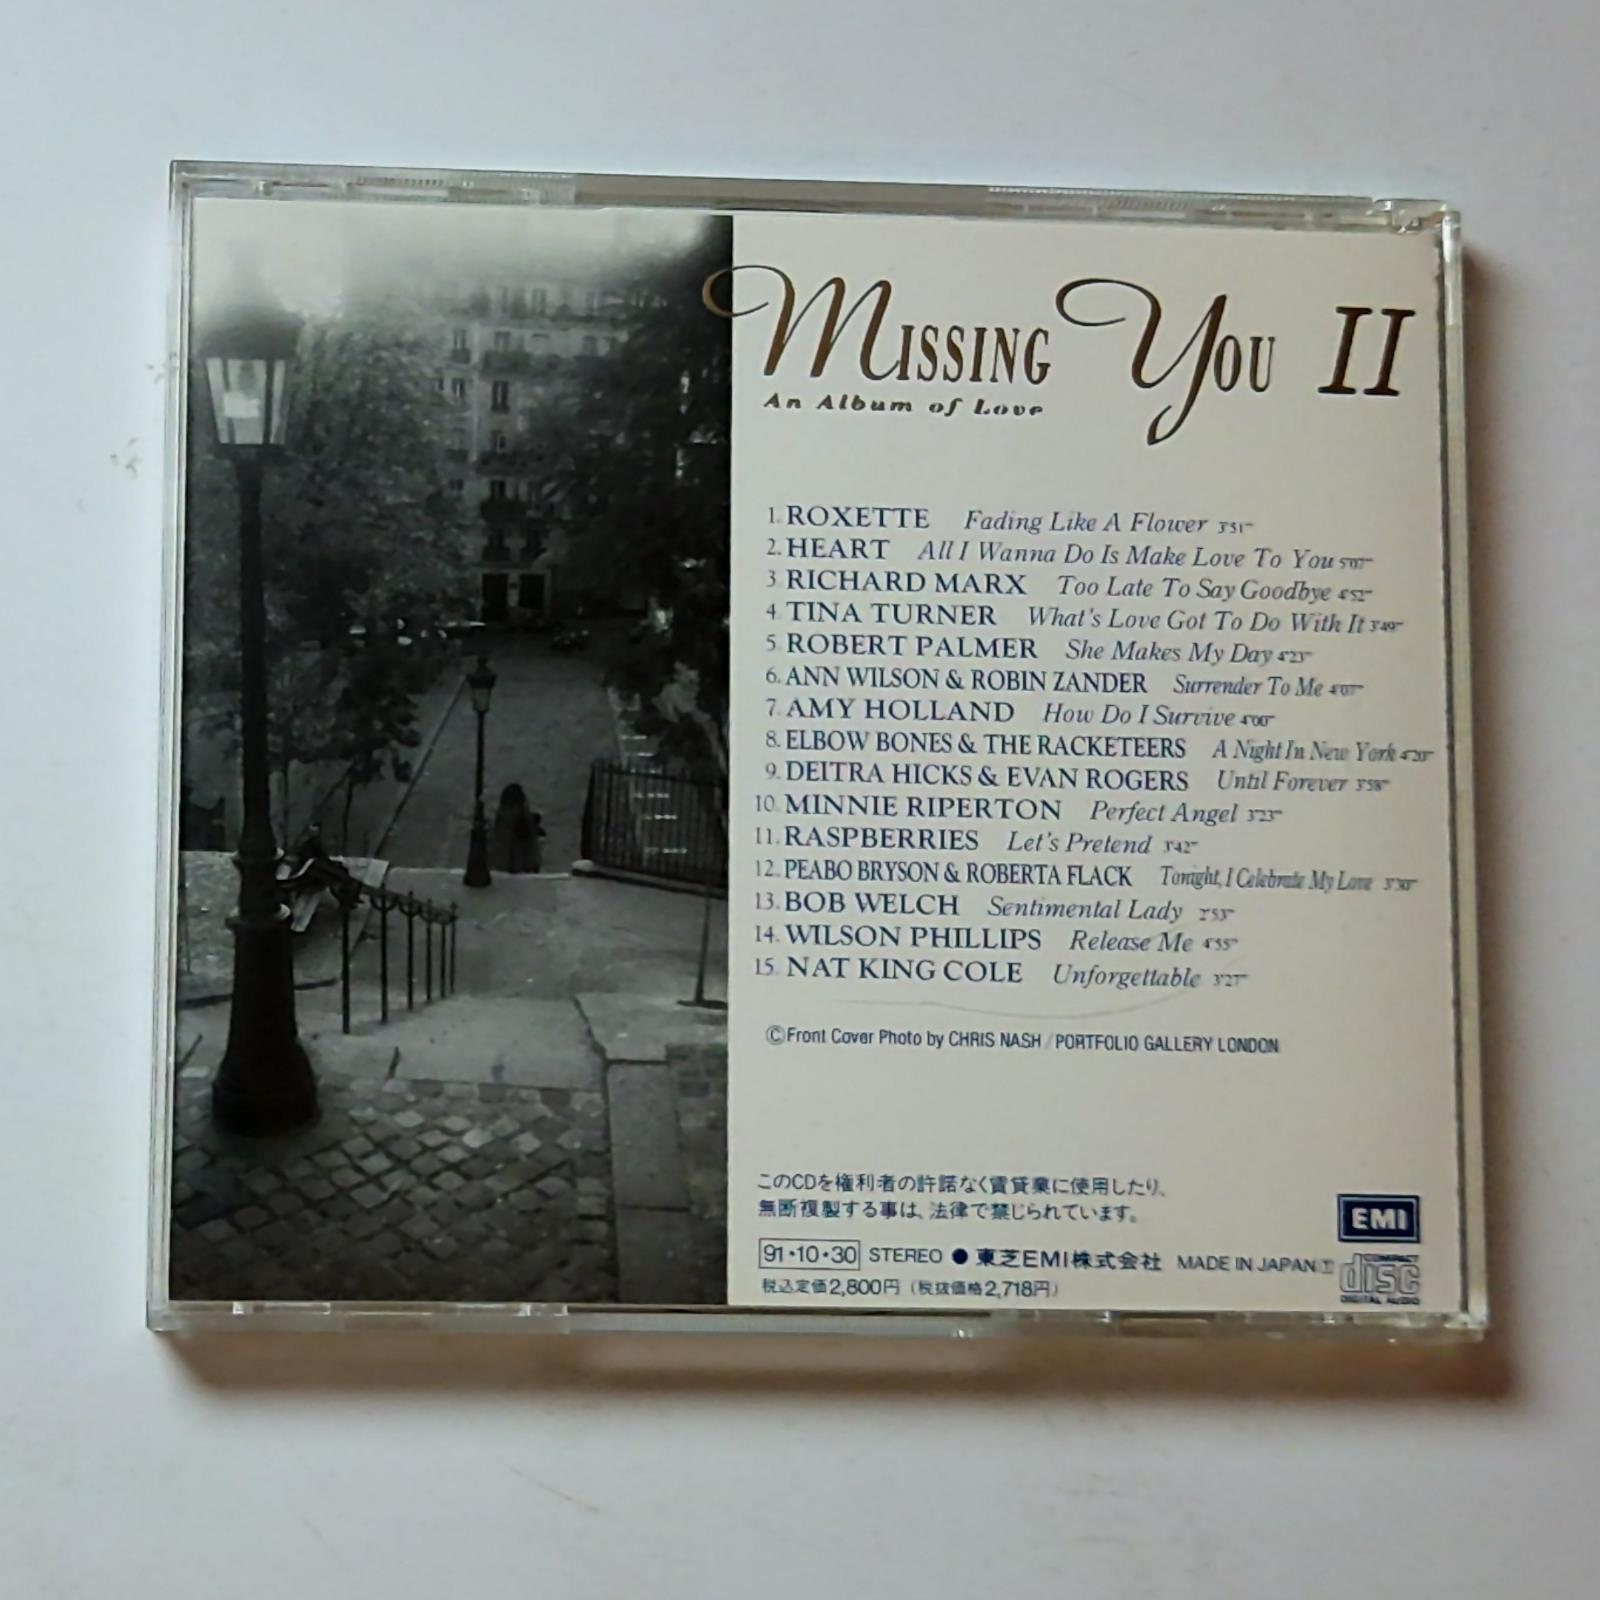 Missing You II
An Album of Love
1. ROXETTE Fading Like A Flower 3'51"
2. HEART All I Wanna Do Is Make Love To You 5'07"
3. RICHARD MARX Too Late To Say Goodbye 4'52"
4. TINA TURNER What's Love Got To Do With It 3'49"
5. ROBERT PALMER She Makes My Day 4'23"
6. ANN WILSON & ROBIN ZANDER Surrender To Me 4'07"
7. AMY HOLLAND How Do I Survive 4'00"
8. ELBOW BONES & THE RACKETEERS A Night In New York 4'20"
9. DEITRA HICKS & EVAN ROGERS Until Forever 3'58"
10. MINNIE RIPERTON Perfect Angel 3'23"
11. RASPBERRIES Let's Pretend 3'42"
12. PEABO BRYSON & ROBERTA FLACK Tonight, I Celebrate My Love 3'30"
13. BOB WELCH Sentimental Lady 2'53"
14. WILSON PHILLIPS Release Me 4'55"
15. NAT KING COLE Unforgettable 3'27"
©Front Cover Photo by CHRIS NASH / PORTFOLIO GALLERY LONDON
このCDを権利者の許諾なく賃貸業に使用したり、
無断複製する事は、法律で禁じられています。
EMI
91・10・30 STEREO ● 東芝EMI株式会社 MADE IN JAPAN
税込定価2,800円 (税抜価格2,718円)
COMPACT
disc
DIGITAL AUDIO